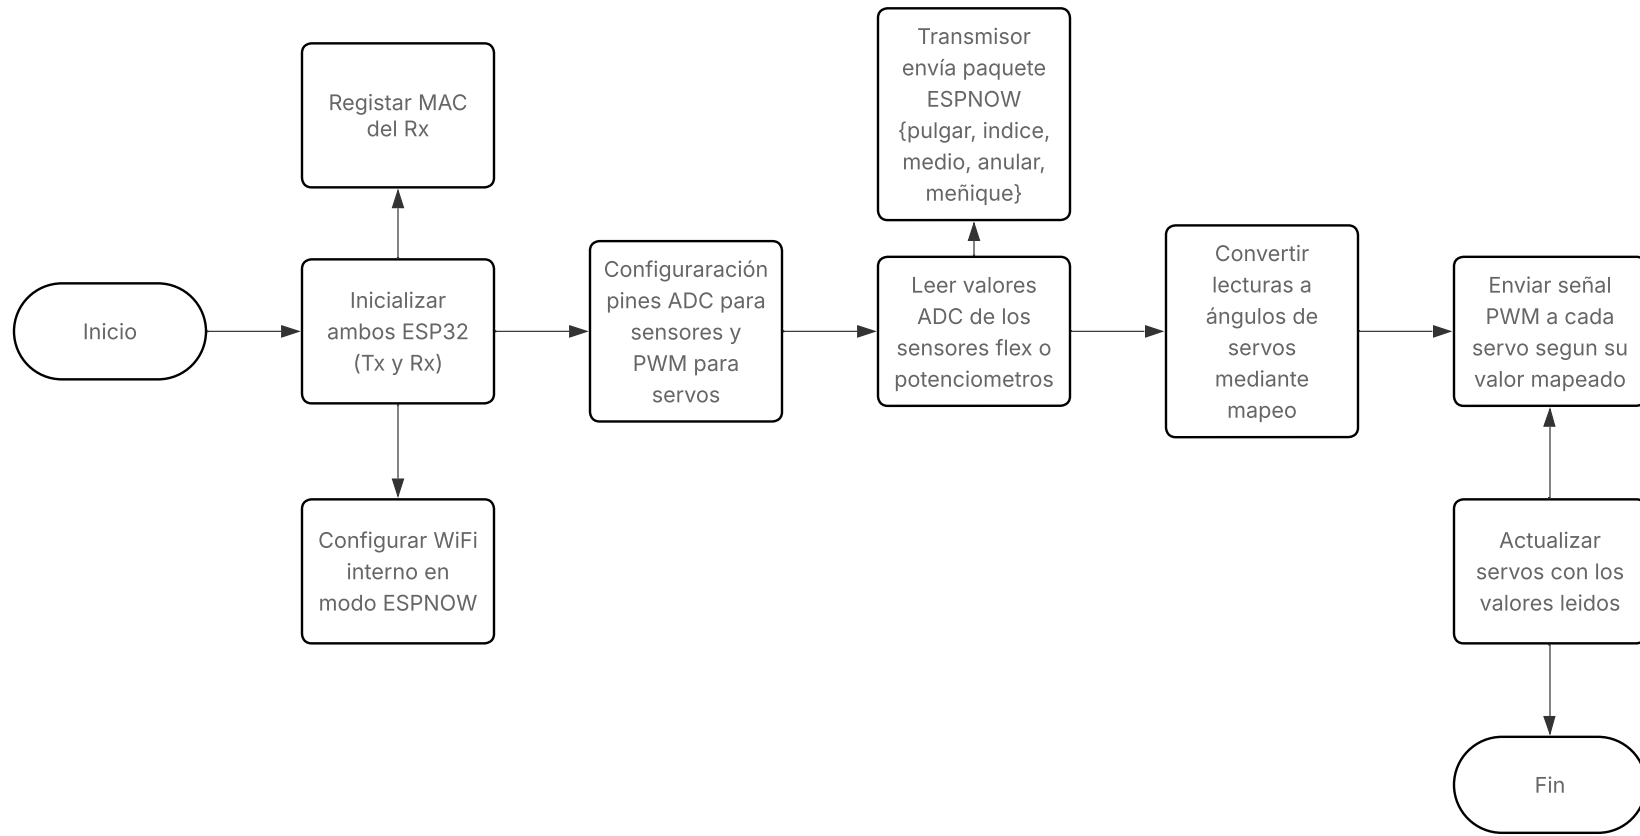 Inicio
Registar MAC
del Rx
Inicializar
ambos ESP32
(Tx y Rx)
Configurar WiFi
interno en
modo ESPNOW
Configuraración
pines ADC para
sensores y
PWM para
servos
Transmisor
envía paquete
ESPNOW
{pulgar, indice,
medio, anular,
meñique}
Leer valores
ADC de los
sensores flex o
potenciometros
Convertir
lecturas a
ángulos de
servos
mediante
mapeo
Enviar señal
PWM a cada
servo segun su
valor mapeado
Actualizar
servos con los
valores leidos
Fin